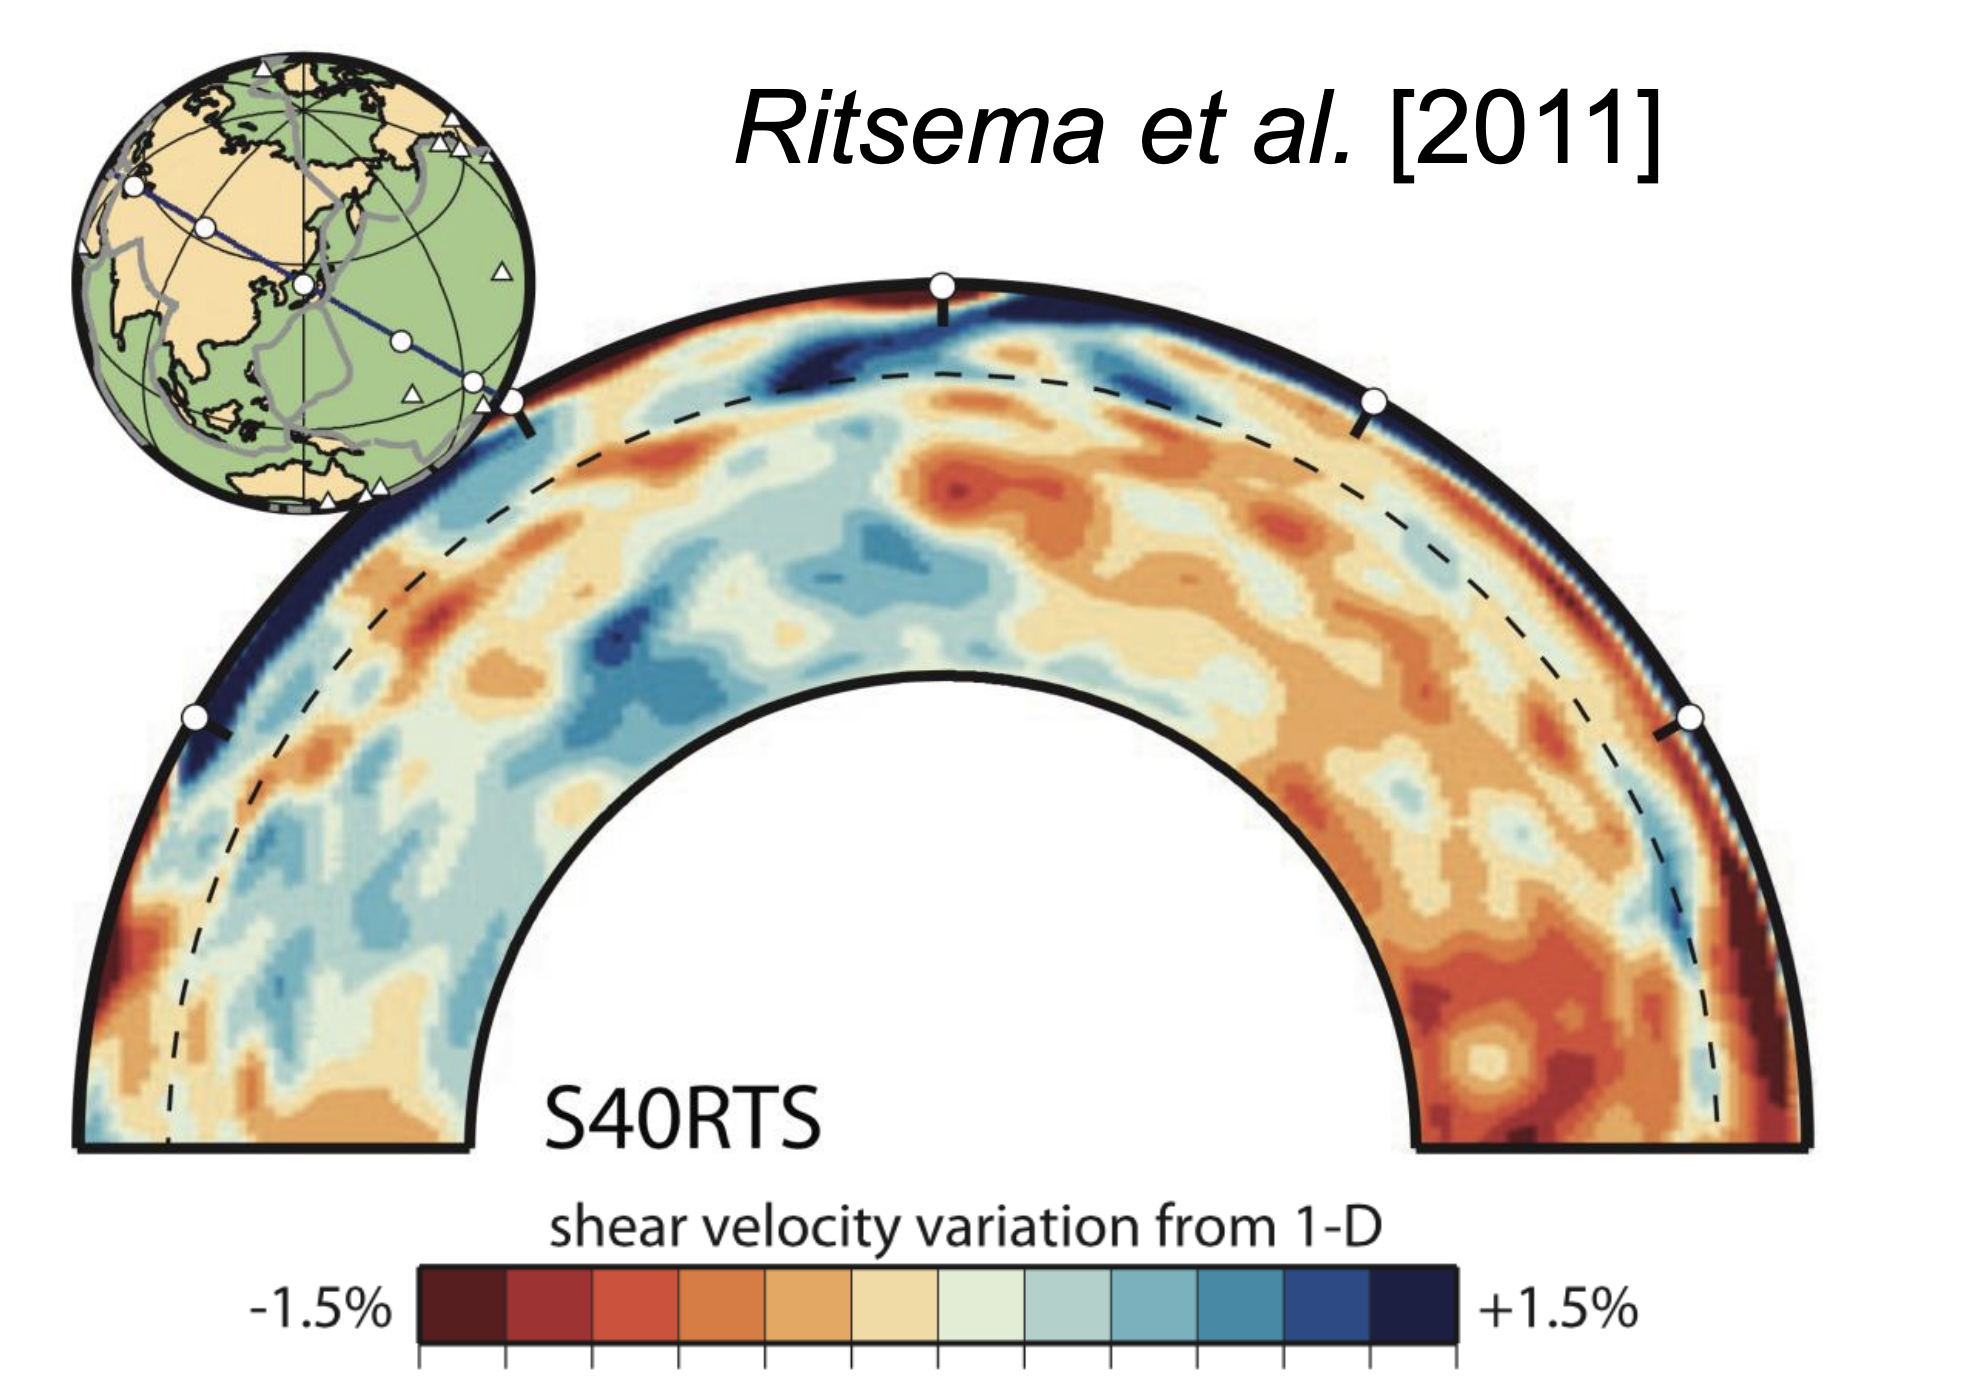 Ritsema et al. [2011]
S40RTS
shear velocity variation from 1-D
-1.5% +1.5%